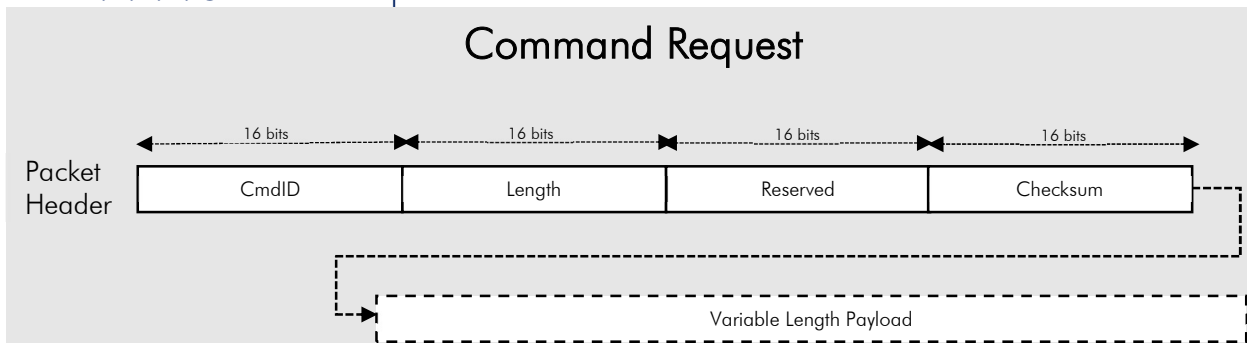 Command Request
16 bits 16 bits 16 bits 16 bits
Packet
Header
CmdID Length Reserved Checksum
Variable Length Payload